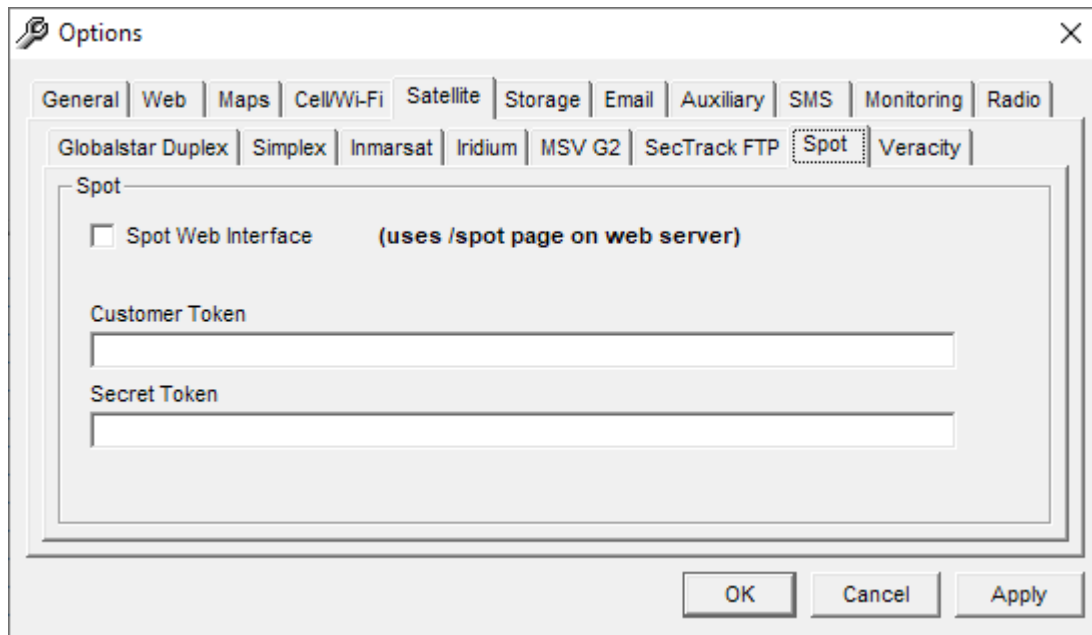 Options
General Web Maps Cell/Wi-Fi Satellite Storage Email Auxiliary SMS Monitoring Radio
Globalstar Duplex Simplex Inmarsat Iridium MSV G2 SecTrack FTP Spot Veracity
Spot
Spot Web Interface (uses /spot page on web server)
Customer Token
Secret Token
OK Cancel Apply